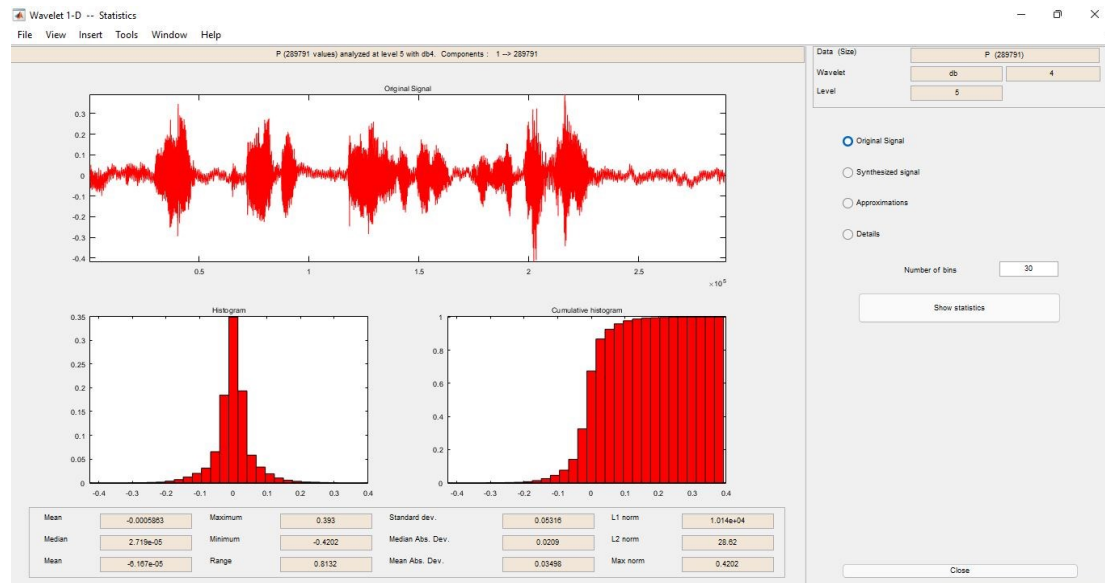 Wavelet 1-D -- Statistics
File View Insert Tools Window Help
P (289791 values) analyzed at level 5 with db4. Components : 1 --> 289791
Data (Size) P (289791)
Wavelet db 4
Level 5
Original Signal
0.3
0.2
0.1
0
-0.1
-0.2
-0.3
-0.4
0.5 1 1.5 2 2.5
×10⁵
Original Signal
Synthesized signal
Approximations
Details
Number of bins 30
Show statistics
Histogram
0.35
0.3
0.25
0.2
0.15
0.1
0.05
0
-0.4 -0.3 -0.2 -0.1 0 0.1 0.2 0.3 0.4
Cumulative histogram
1
0.8
0.6
0.4
0.2
0
-0.4 -0.3 -0.2 -0.1 0 0.1 0.2 0.3 0.4
Mean -0.0005863 Maximum 0.393 Standard dev. 0.05316 L1 norm 1.014e+04
Median 2.719e-05 Minimum -0.4202 Median Abs. Dev. 0.0209 L2 norm 28.62
Mean -6.167e-05 Range 0.8132 Mean Abs. Dev. 0.03498 Max norm 0.4202
Close